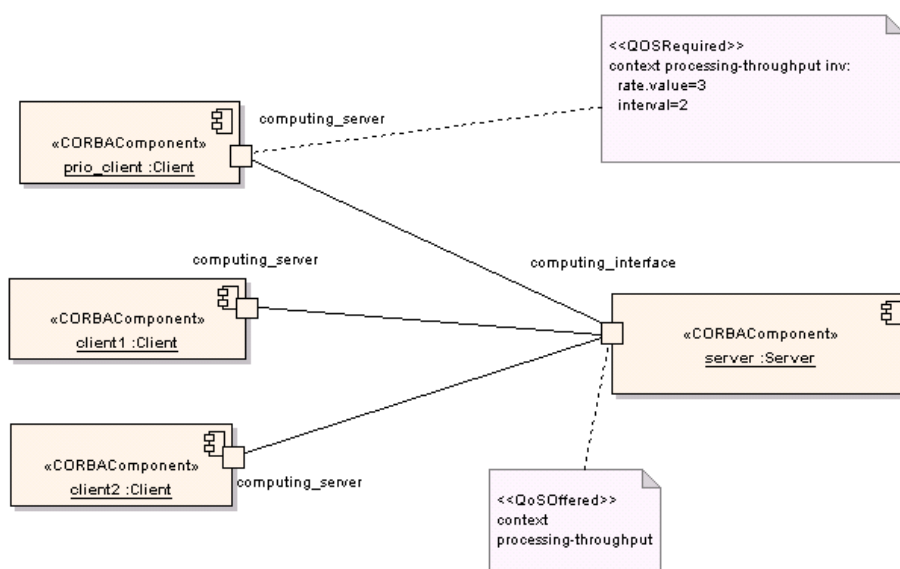 <<QOSRequired>>
context processing-throughput inv:
rate.value=3
interval=2
computing_server
«CORBAComponent»
prio_client :Client
computing_server
computing_interface
«CORBAComponent»
client1 :Client
«CORBAComponent»
server :Server
«CORBAComponent»
client2 :Client
computing_server
<<QoSOffered>>
context
processing-throughput